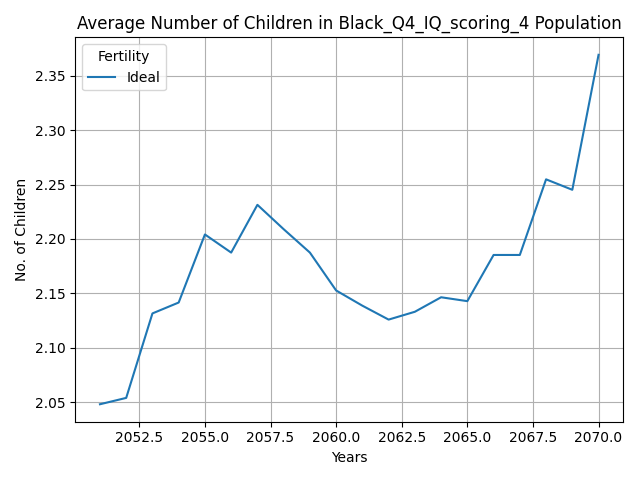 Average Number of Children in Black_Q4_IQ_scoring_4 Population
Fertility
Ideal
No. of Children
2.35
2.30
2.25
2.20
2.15
2.10
2.05
2052.5 2055.0 2057.5 2060.0 2062.5 2065.0 2067.5 2070.0
Years